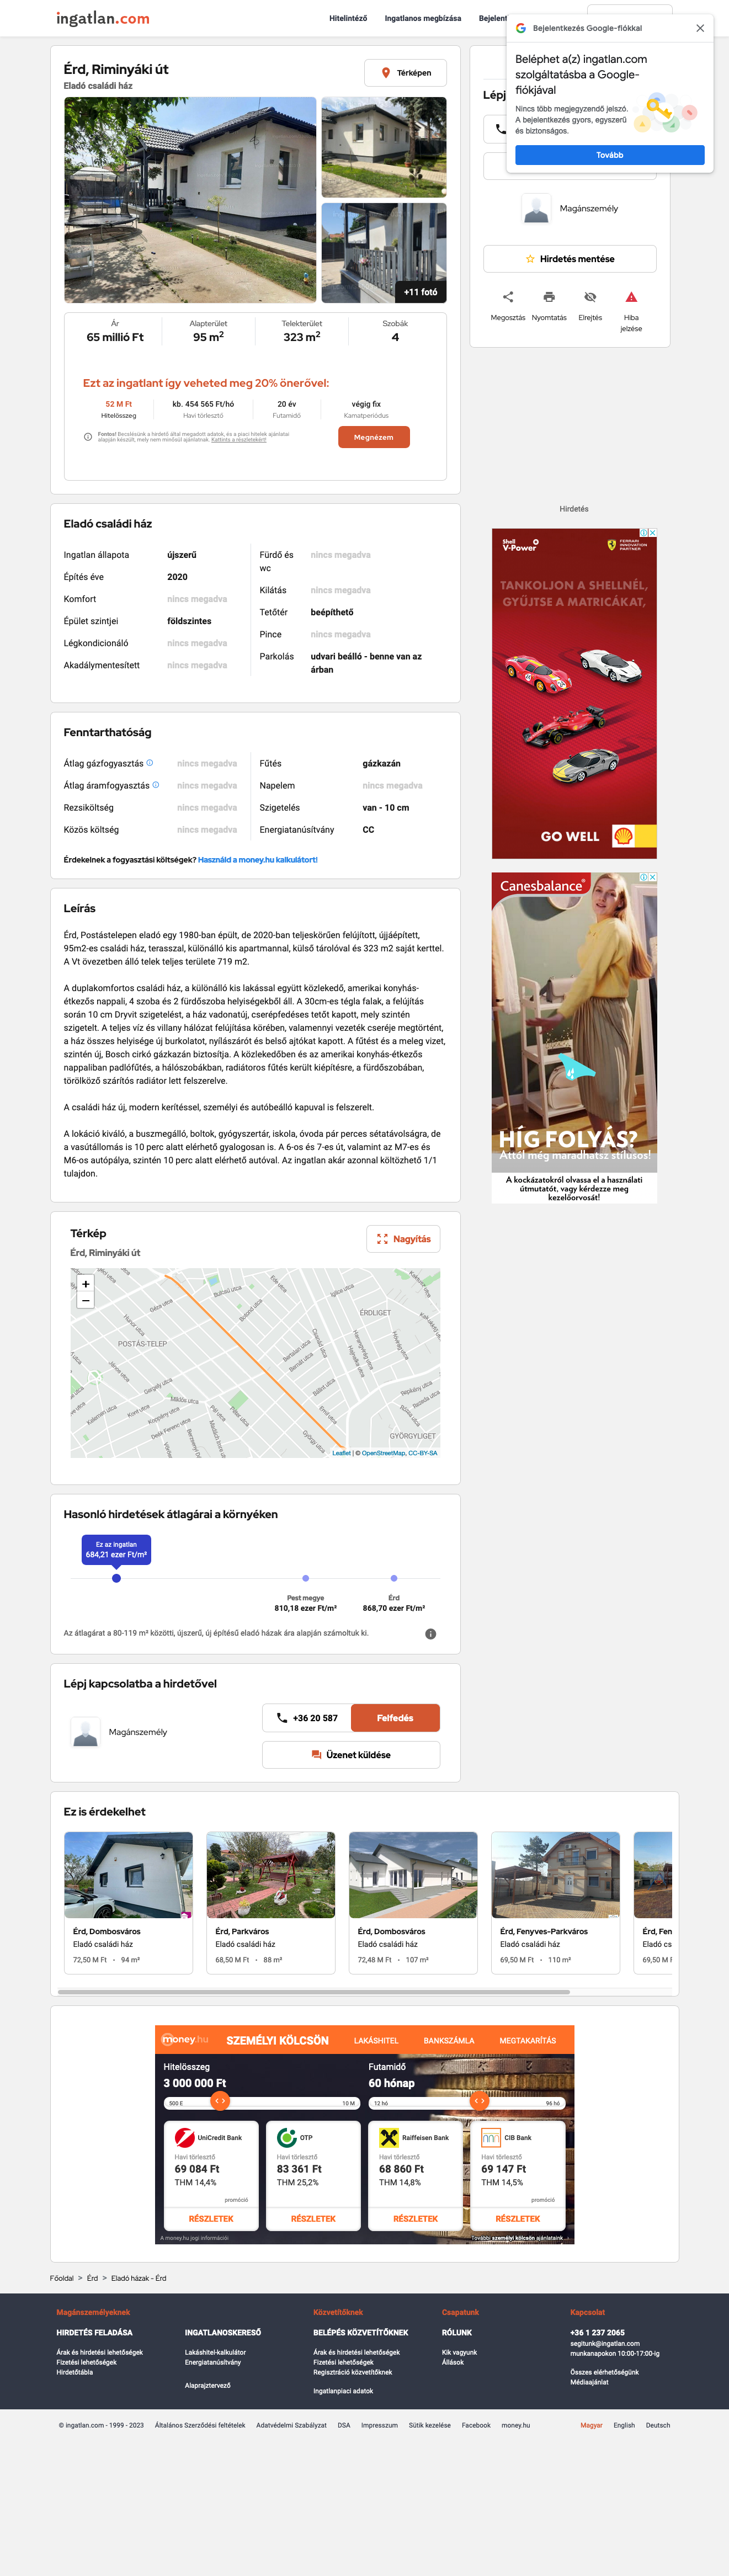 ingatlan.com
Hitelintéző
Ingatlanos megbízása
Bejelentkezés Google-fiókkal
Beléphet a(z) ingatlan.com
szolgáltatásba a Google-
fiókjával
Nincs több megjegyzendő jelszó.
A bejelentkezés gyors, egyszerű
és biztonságos.
Tovább
Érd, Riminyáki út
Eladó családi ház
Térképen
+11 fotó
Ár
65 millió Ft
Alapterület
95 m2
Telekterület
323 m2
Szobák
4
Ezt az ingatlant így veheted meg 20% önerővel:
52 M Ft
Hitelösszeg
kb. 454 565 Ft/hó
Havi törlesztő
20 év
Futamidő
végig fix
Kamatperiódus
Fontos! Becslésünk a hirdető által megadott adatok, és a piaci hitelek ajánlatai
alapján készült, mely nem minősül ajánlatnak. Kattints a részletekért!
Megnézem
Magánszemély
Hirdetés mentése
Megosztás
Nyomtatás
Elrejtés
Hiba
jelzése
Eladó családi ház
Ingatlan állapota újszerű
Építés éve 2020
Komfort nincs megadva
Épület szintjei földszintes
Légkondicionáló nincs megadva
Akadálymentesített nincs megadva
Fürdő és nincs megadva
wc
Kilátás nincs megadva
Tetőtér beépíthető
Pince nincs megadva
Parkolás udvari beálló - benne van az
árban
Hirdetés
Shell
V-Power
FERRARI
INNOVATION
PARTNER
TANKOLJON A SHELLNÉL,
GYŰJTSE A MATRICÁKAT,
GO WELL
Fenntarthatóság
Átlag gázfogyasztás nincs megadva
Átlag áramfogyasztás nincs megadva
Rezsiköltség nincs megadva
Közös költség nincs megadva
Fűtés gázkazán
Napelem nincs megadva
Szigetelés van - 10 cm
Energiatanúsítvány CC
Érdekelnek a fogyasztási költségek? Használd a money.hu kalkulátort!
Canesbalance®
HÍG FOLYÁS?
Attól még maradhatsz stílusos!
A kockázatokról olvassa el a használati
útmutatót, vagy kérdezze meg
kezelőorvosát!
Leírás
Érd, Postástelepen eladó egy 1980-ban épült, de 2020-ban teljeskörűen felújított, újjáépített,
95m2-es családi ház, terasszal, különálló kis apartmannal, külső tárolóval és 323 m2 saját kerttel.
A Vt övezetben álló telek teljes területe 719 m2.
A duplakomfortos családi ház, a különálló kis lakással együtt közlekedő, amerikai konyhás-
étkezős nappali, 4 szoba és 2 fürdőszoba helyiségekből áll. A 30cm-es tégla falak, a felújítás
során 10 cm Dryvit szigetelést, a ház vadonatúj, cserépfedéses tetőt kapott, mely szintén
szigetelt. A teljes víz és villany hálózat felújítása körében, valamennyi vezeték cseréje megtörtént,
a ház összes helyisége új burkolatot, nyílászárót és belső ajtókat kapott. A fűtést és a meleg vizet,
szintén új, Bosch cirkó gázkazán biztosítja. A közlekedőben és az amerikai konyhás-étkezős
nappaliban padlófűtés, a hálószobákban, radiátoros fűtés került kiépítésre, a fürdőszobában,
törölköző szárítós radiátor lett felszerelve.
A családi ház új, modern kerítéssel, személyi és autóbeálló kapuval is felszerelt.
A lokáció kiváló, a buszmegálló, boltok, gyógyszertár, iskola, óvoda pár perces sétatávolságra, de
a vasútállomás is 10 perc alatt elérhető gyalogosan is. A 6-os és 7-es út, valamint az M7-es és
M6-os autópálya, szintén 10 perc alatt elérhető autóval. Az ingatlan akár azonnal költözhető 1/1
tulajdon.
Térkép
Érd, Riminyáki út
Nagyítás
+
−
POSTÁS-TELEP
ÉRDLIGET
GYÖRGYLIGET
Leaflet | © OpenStreetMap, CC-BY-SA
Hasonló hirdetések átlagárai a környéken
Ez az ingatlan
684,21 ezer Ft/m²
Pest megye
810,18 ezer Ft/m²
Érd
868,70 ezer Ft/m²
Az átlagárat a 80-119 m² közötti, újszerű, új építésű eladó házak ára alapján számoltuk ki.
Lépj kapcsolatba a hirdetővel
Magánszemély
+36 20 587
Felfedés
Üzenet küldése
Ez is érdekelhet
Érd, Dombosváros
Eladó családi ház
72,50 M Ft • 94 m²
Érd, Parkváros
Eladó családi ház
68,50 M Ft • 88 m²
Érd, Dombosváros
Eladó családi ház
72,48 M Ft • 107 m²
Érd, Fenyves-Parkváros
Eladó családi ház
69,50 M Ft • 110 m²
money.hu
SZEMÉLYI KÖLCSÖN
LAKÁSHITEL
BANKSZÁMLA
MEGTAKARÍTÁS
Hitelösszeg
3 000 000 Ft
500 E
10 M
Futamidő
60 hónap
12 hó
96 hó
UniCredit Bank
Havi törlesztő
69 084 Ft
THM 14,4%
promóció
RÉSZLETEK
OTP
Havi törlesztő
83 361 Ft
THM 25,2%
RÉSZLETEK
Raiffeisen Bank
Havi törlesztő
68 860 Ft
THM 14,8%
RÉSZLETEK
CIB Bank
Havi törlesztő
69 147 Ft
THM 14,5%
promóció
RÉSZLETEK
A money.hu jogi információi
További személyi kölcsön ajánlataink
Főoldal > Érd > Eladó házak - Érd
Magánszemélyeknek
HIRDETÉS FELADÁSA
Árak és hirdetési lehetőségek
Fizetési lehetőségek
Hirdetőtábla
INGATLANOSKERESŐ
Lakáshitel-kalkulátor
Energiatanúsítvány
Alaprajztervező
Közvetítőknek
BELÉPÉS KÖZVETÍTŐKNEK
Árak és hirdetési lehetőségek
Fizetési lehetőségek
Regisztráció közvetítőknek
Ingatlanpiaci adatok
Csapatunk
RÓLUNK
Kik vagyunk
Állások
Kapcsolat
+36 1 237 2065
segitunk@ingatlan.com
munkanapokon 10:00-17:00-ig
Összes elérhetőségünk
Médiaajánlat
© ingatlan.com - 1999 - 2023
Általános Szerződési feltételek
Adatvédelmi Szabályzat
DSA
Impresszum
Sütik kezelése
Facebook
money.hu
Magyar
English
Deutsch